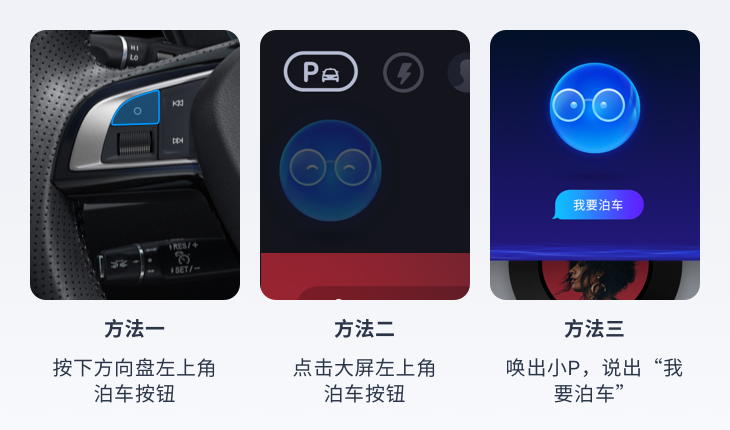 HI
LO
RES/+
SET/-
P
我要泊车
方法一
按下方向盘左上角
泊车按钮
方法二
点击大屏左上角
泊车按钮
方法三
唤出小P，说出“我
要泊车”